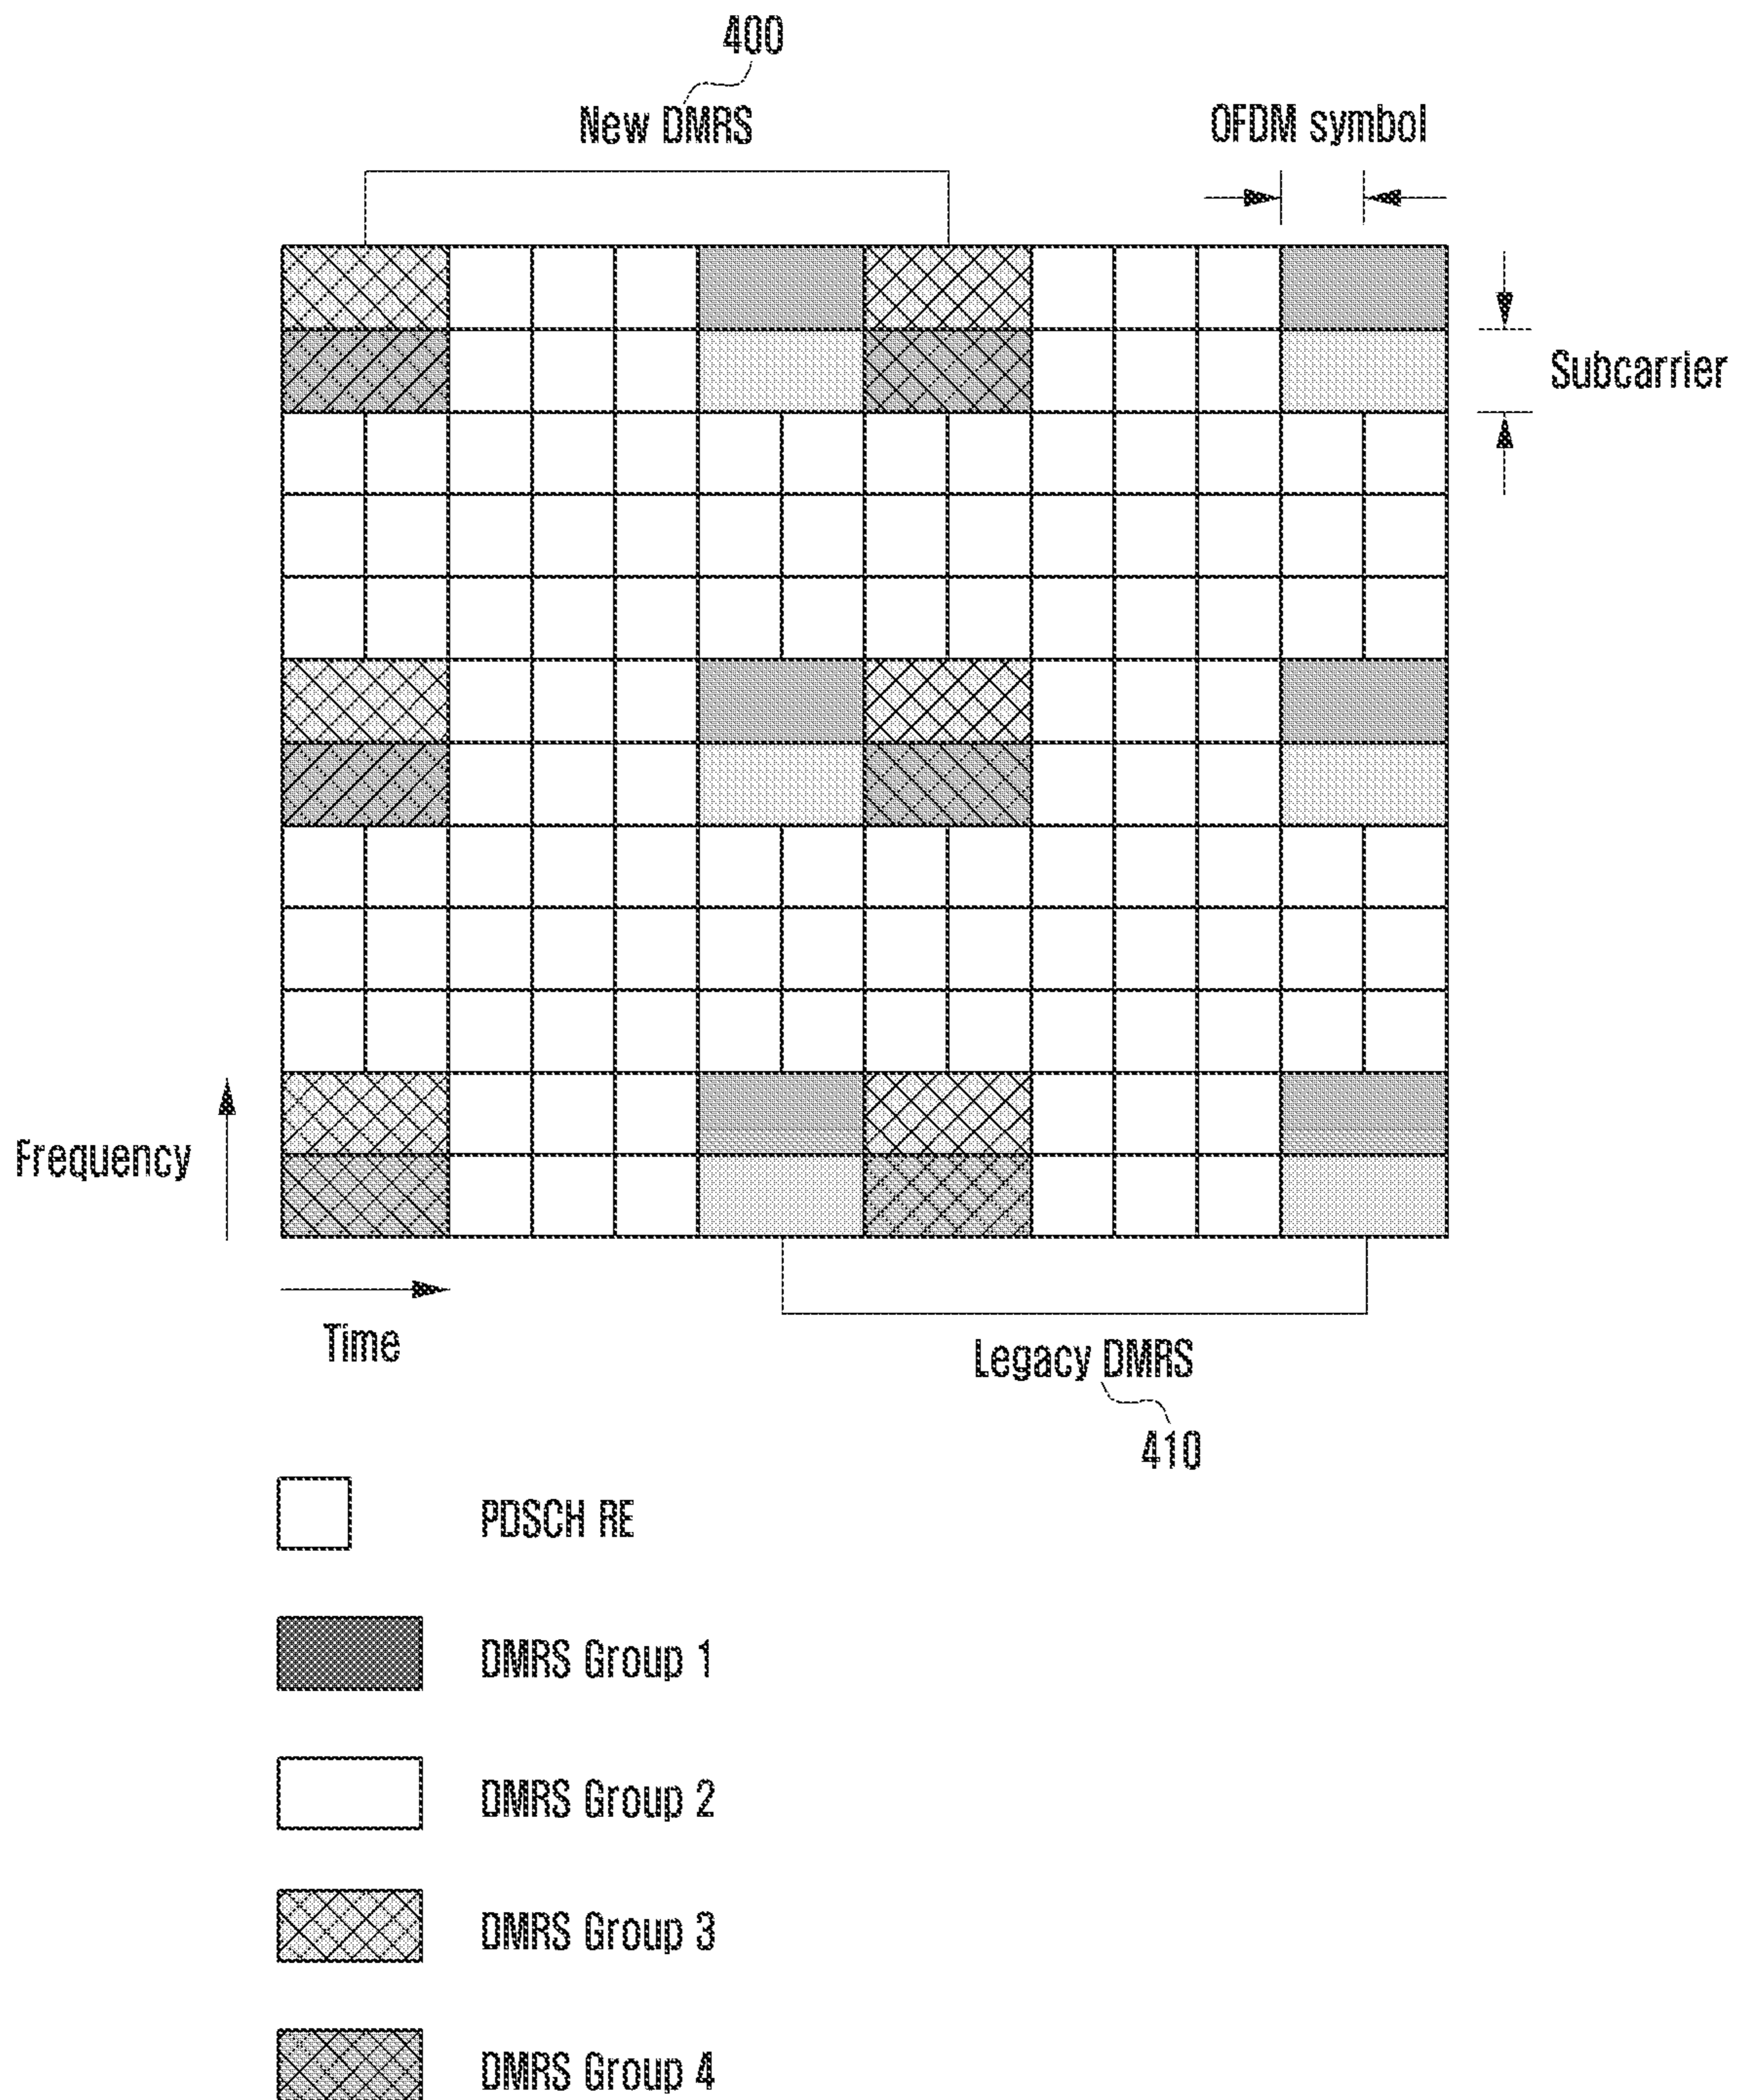 400
New DMRS
OFDM symbol
Subcarrier
Frequency
Time
Legacy DMRS
410
PDSCH RE
DMRS Group 1
DMRS Group 2
DMRS Group 3
DMRS Group 4